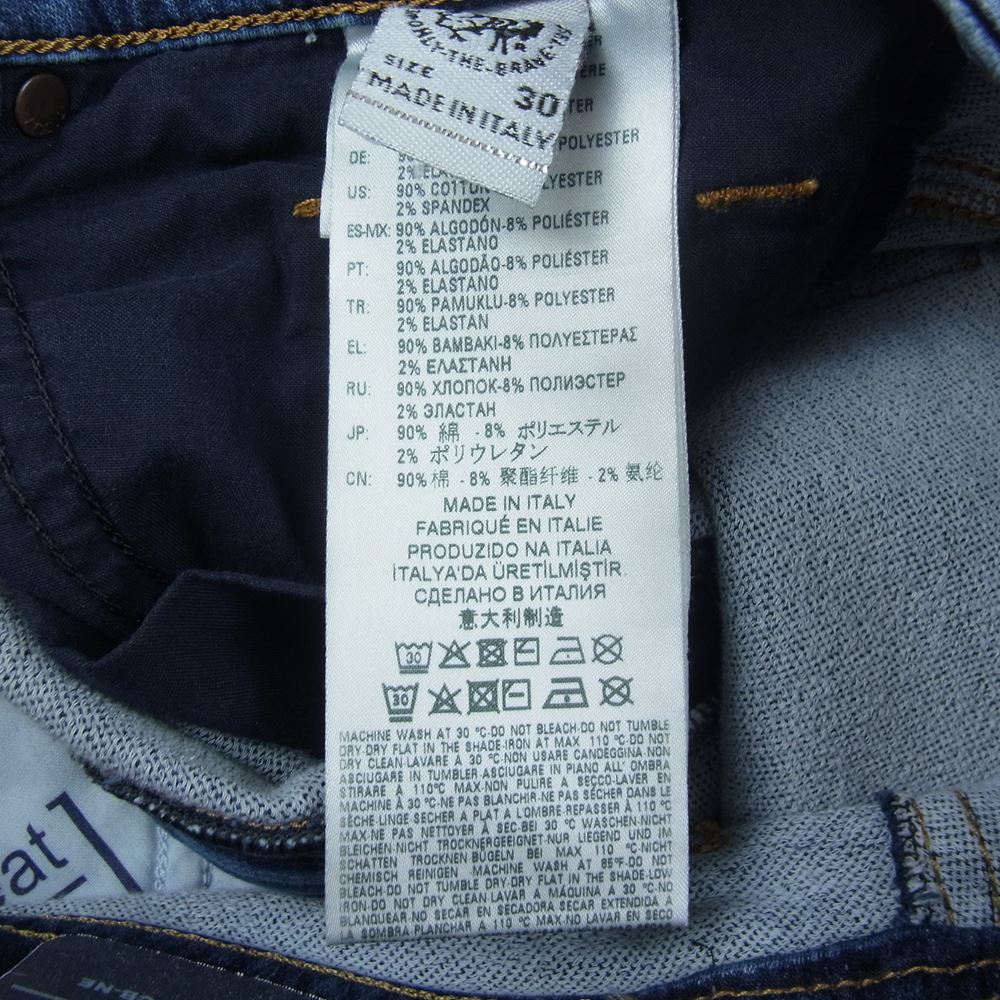 ONLY-THE-BRAVE
SIZE
30
MADE IN ITALY
POLYESTER
DE:
US: 90% COTTON
2% SPANDEX
ES-MX: 90% ALGODÓN-8% POLIÉSTER
2% ELASTANO
PT: 90% ALGODÃO-8% POLIÉSTER
2% ELASTANO
TR: 90% PAMUKLU-8% POLYESTER
2% ELASTAN
EL: 90% BAMBAKI-8% ΠΟΛΥΕΣΤΕΡΑΣ
2% ΕΛΑΣΤΑΝΗ
RU: 90% ХЛОПОК-8% ПОЛИЭСТЕР
2% ЭЛАСТАН
JP: 90% 綿 -8% ポリエステル
2% ポリウレタン
CN: 90% 棉 -8% 聚酯纤维 -2% 氨纶
MADE IN ITALY
FABRIQUÉ EN ITALIE
PRODUZIDO NA ITALIA
İTALYA'DA ÜRETİLMİŞTİR.
СДЕЛАНО В ИТАЛИЯ
意大利制造
30
30
MACHINE WASH AT 30 °C-DO NOT BLEACH-DO NOT TUMBLE
DRY-DRY FLAT IN THE SHADE-IRON AT MAX 110 °C-DO NOT
DRY CLEAN-LAVARE A 30 °C-NON USARE CANDEGGINA-NON
ASCIUGARE IN TUMBLER-ASCIUGARE IN PIANO ALL' OMBRA
STIRARE A 110°C MAX-NON PULIRE A SECCO-LAVER EN
MACHINE À 30 °C-NE PAS BLANCHIR-NE PAS SÉCHER DANS LE
SÈCHE-LINGE SÉCHER A PLAT À L'OMBRE-REPASSER À 110 °C
MAX-NE PAS NETTOYER À SEC-BEI 30 °C WASCHEN-NICHT
BLEICHEN-NICHT TROCKNERGEEIGNET-NUR LIEGEND UND IM
SCHATTEN TROCKNEN-BÜGELN BEI MAX 110 °C-NICHT
CHEMISCH REINIGEN MACHINE WASH AT 85°F-DO NOT
BLEACH-DO NOT TUMBLE DRY-DRY FLAT IN THE SHADE-LOW
IRON-DO NOT DRY CLEAN-LAVAR A MÁQUINA A 30 °C-NO
BLANQUEAR NO SECAR EN SECADORA SECAR EXTENDIDA A
LA SOMBRA PLANCHAR A 110 °C MAX-NO LAVAR EN SECO
eat